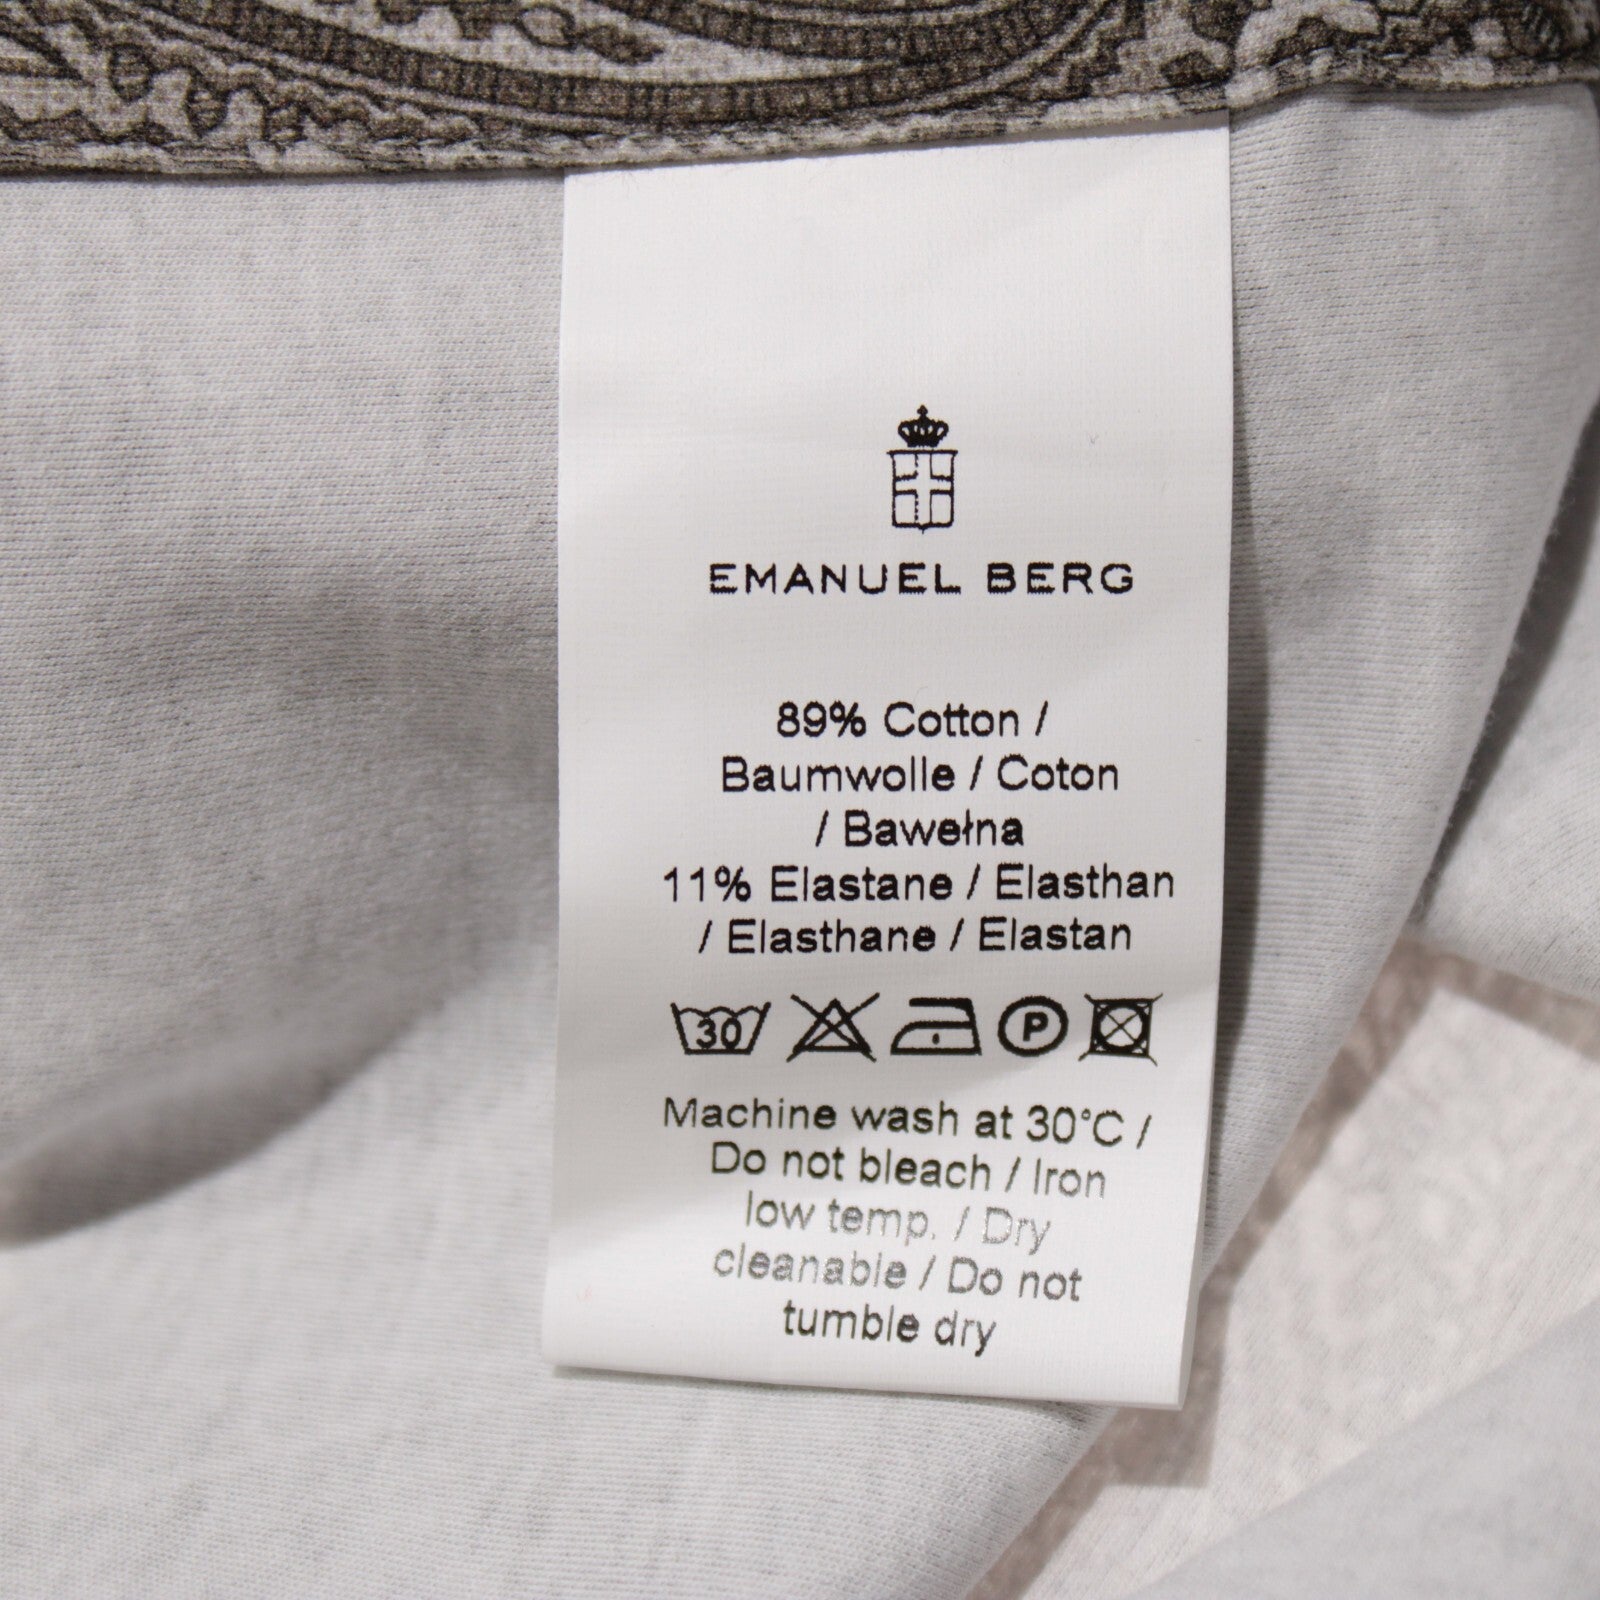 EMANUEL BERG
89% Cotton /
Baumwolle / Coton
/ Bawełna
11% Elastane / Elasthan
/ Elasthane / Elastan
30 P
Machine wash at 30°C /
Do not bleach / Iron
low temp. / Dry
cleanable / Do not
tumble dry